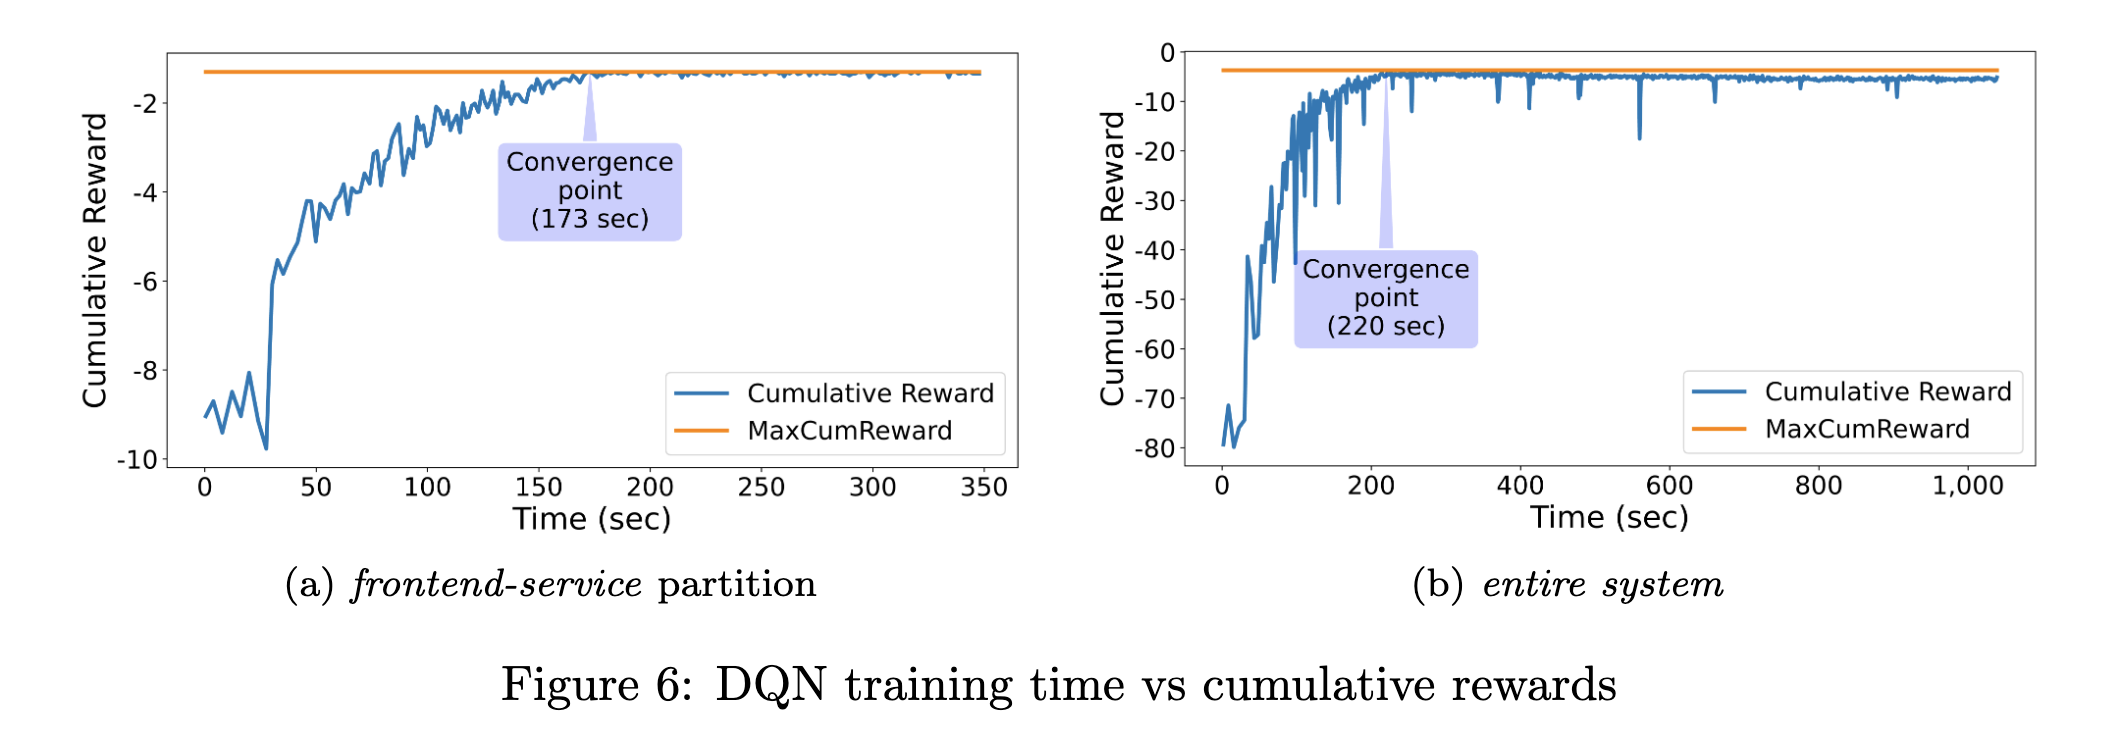 Cumulative Reward
-2
-4
-6
-8
-10
0 50 100 150 200 250 300 350
Time (sec)
Convergence
point
(173 sec)
Cumulative Reward
MaxCumReward
(a) frontend-service partition
Cumulative Reward
0
-10
-20
-30
-40
-50
-60
-70
-80
0 200 400 600 800 1,000
Time (sec)
Convergence
point
(220 sec)
Cumulative Reward
MaxCumReward
(b) entire system
Figure 6: DQN training time vs cumulative rewards